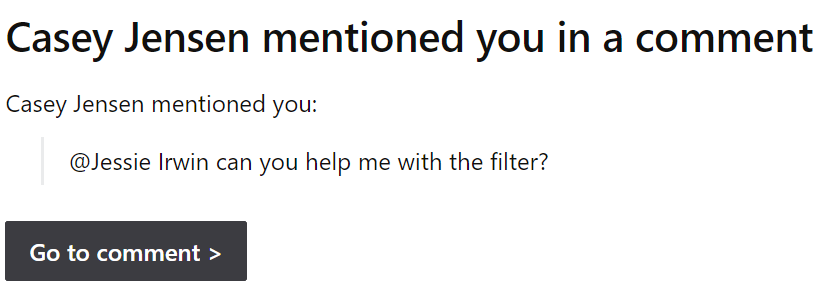 Casey Jensen mentioned you in a comment
Casey Jensen mentioned you:
@Jessie Irwin can you help me with the filter?
Go to comment >